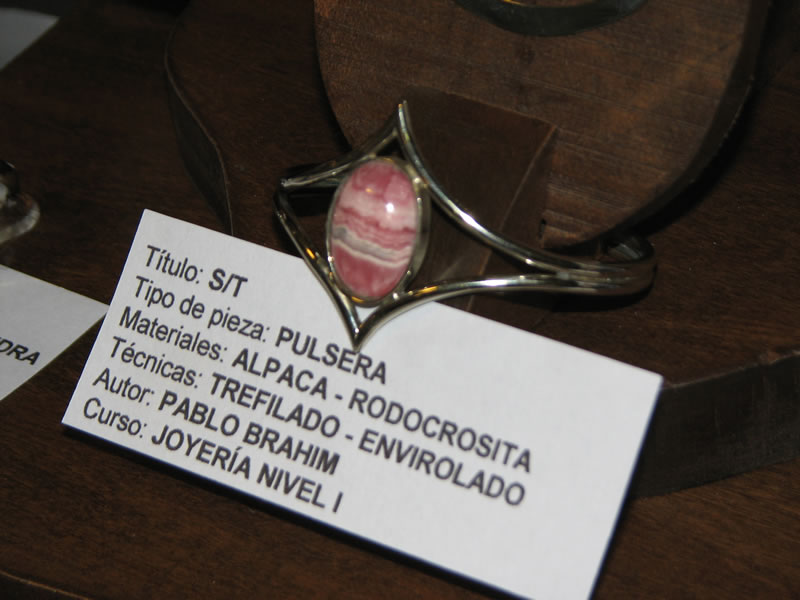 Título: S/T
Tipo de pieza: PULSERA
Materiales: ALPACA - RODOCROSITA
Técnicas: TREFILADO - ENVIROLADO
Autor: PABLO BRAHIM
Curso: JOYERÍA NIVEL I